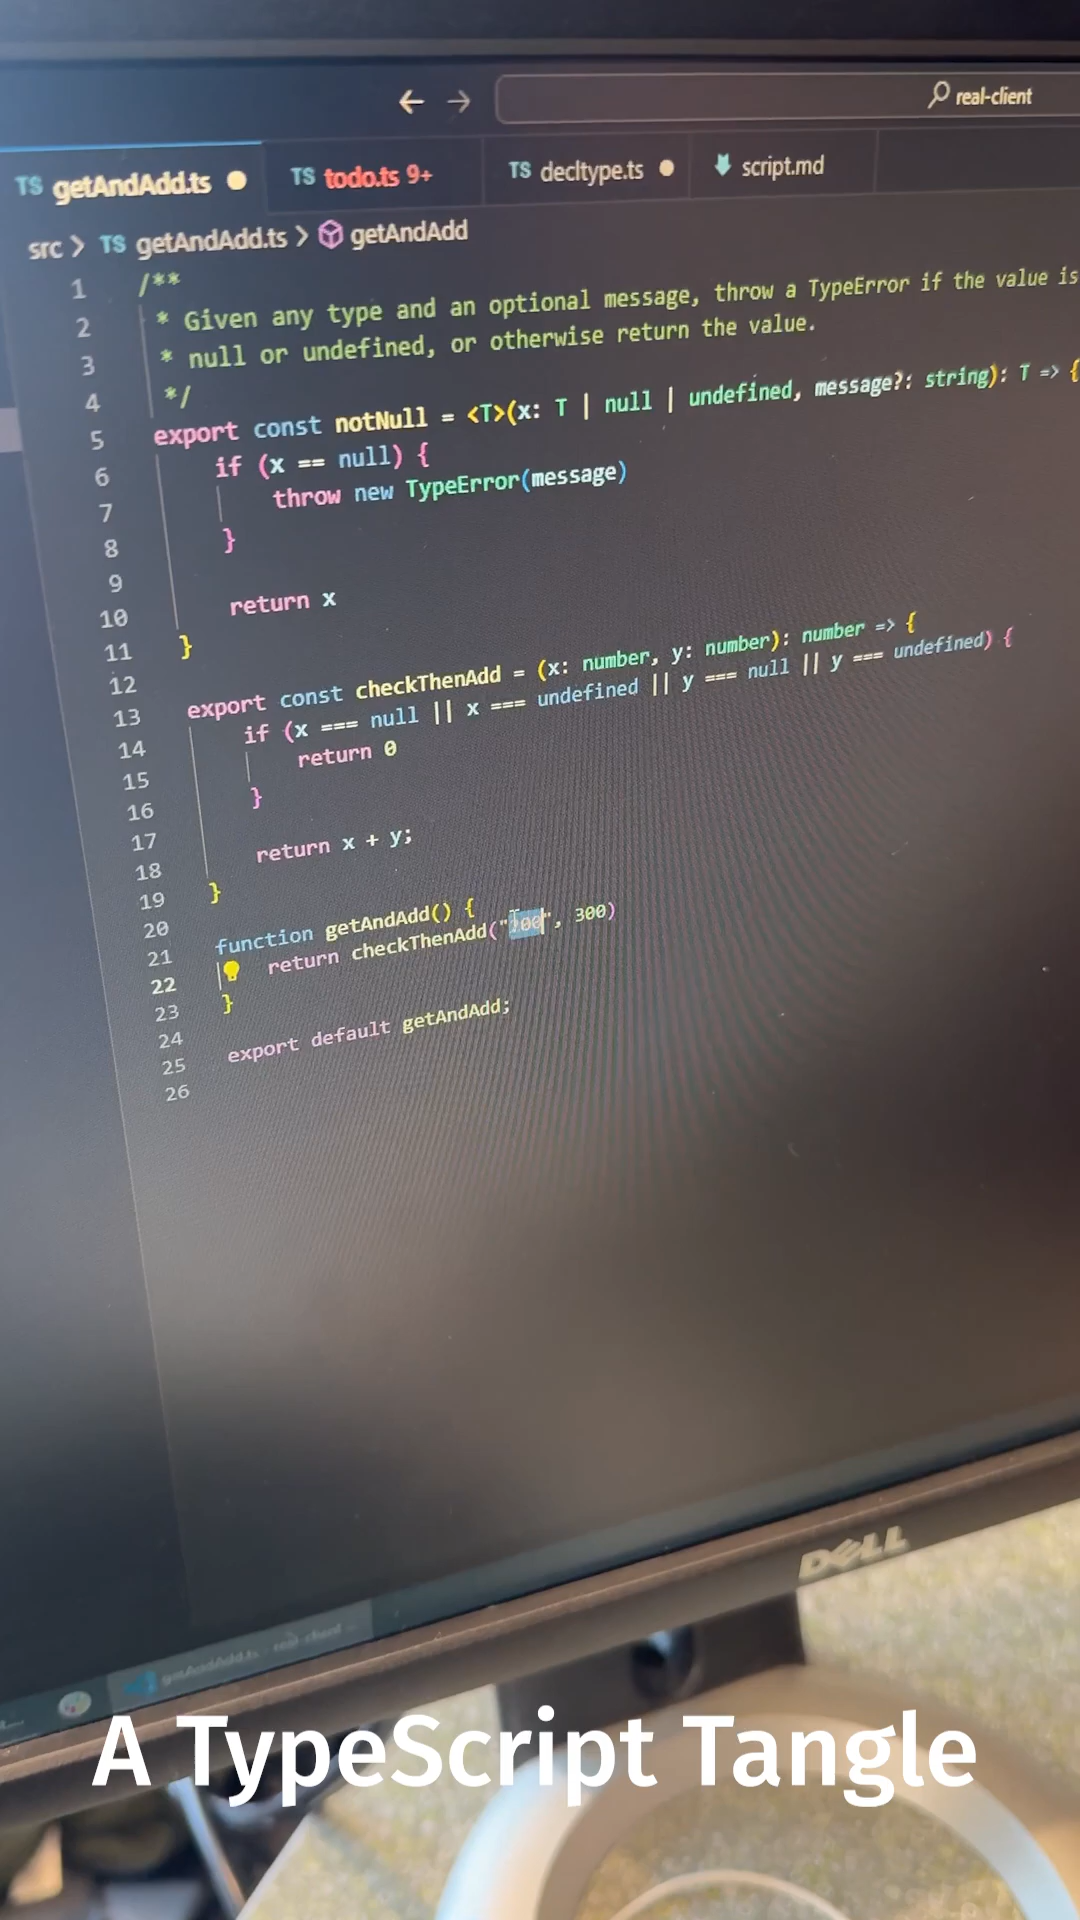 real-client
TS getAndAdd.ts
TS todo.ts 9+
TS decltype.ts
script.md
src > TS getAndAdd.ts > getAndAdd
1 /**
2 * Given any type and an optional message, throw a TypeError if the value is
3 * null or undefined, or otherwise return the value.
4 */
5 export const notNull = <T>(x: T | null | undefined, message?: string): T => {
6 if (x == null) {
7 throw new TypeError(message)
8 }
9
10 return x
11 }
12
13 export const checkThenAdd = (x: number, y: number): number => {
14 if (x === null || x === undefined || y === null || y === undefined) {
15 return 0
16 }
17
18 return x + y;
19 }
20
21 function getAndAdd() {
22 return checkThenAdd("200", 300)
23 }
24
25 export default getAndAdd;
26
DELL
getAndAdd.ts - real-client
A TypeScript Tangle